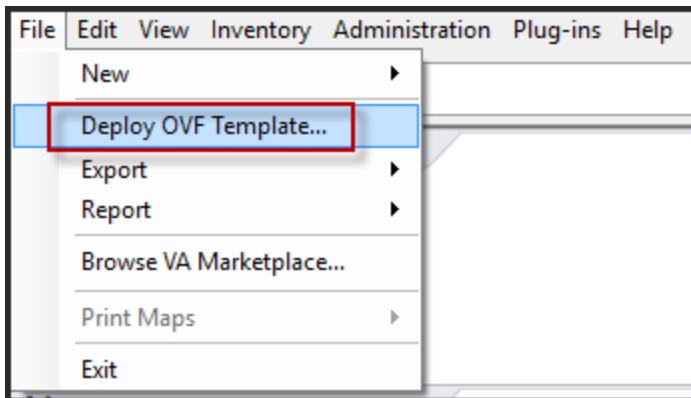 File Edit View Inventory Administration Plug-ins Help
New
Deploy OVF Template...
Export
Report
Browse VA Marketplace...
Print Maps
Exit